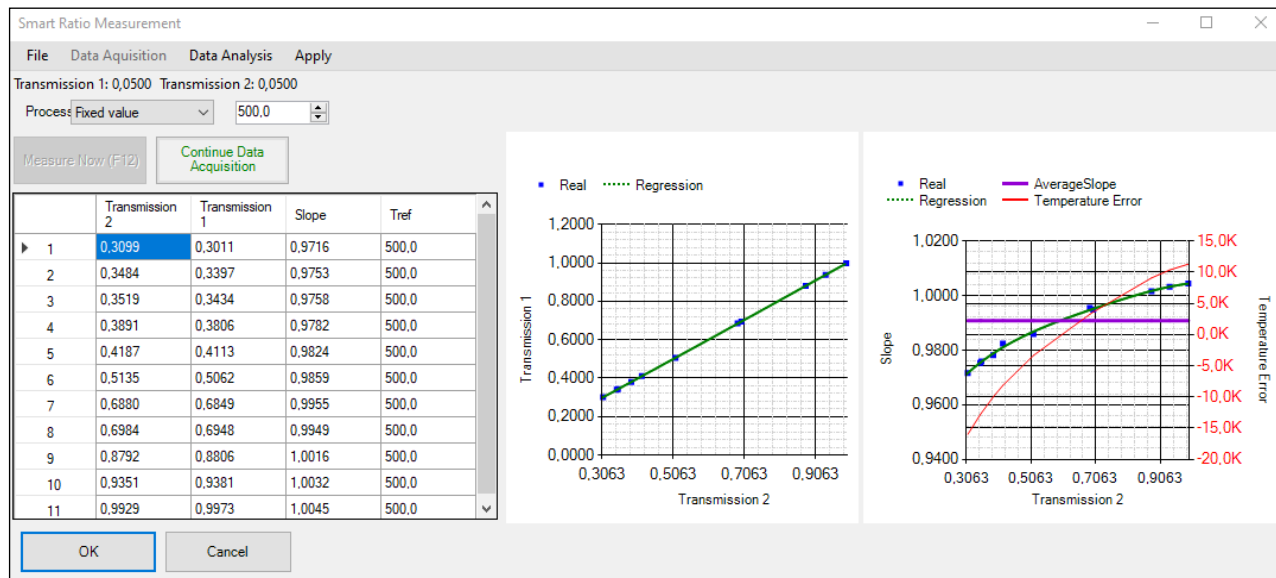 Smart Ratio Measurement
File Data Aquisition Data Analysis Apply
Transmission 1: 0,0500 Transmission 2: 0,0500
Process Fixed value 500,0
Measure Now (F12)
Continue Data
Acquisition
Transmission 2 Transmission 1 Slope Tref
1 0,3099 0,3011 0,9716 500,0
2 0,3484 0,3397 0,9753 500,0
3 0,3519 0,3434 0,9758 500,0
4 0,3891 0,3806 0,9782 500,0
5 0,4187 0,4113 0,9824 500,0
6 0,5135 0,5062 0,9859 500,0
7 0,6880 0,6849 0,9955 500,0
8 0,6984 0,6948 0,9949 500,0
9 0,8792 0,8806 1,0016 500,0
10 0,9351 0,9381 1,0032 500,0
11 0,9929 0,9973 1,0045 500,0
OK Cancel
Real Regression
Transmission 1
1,2000
1,0000
0,8000
0,6000
0,4000
0,2000
0,0000
0,3063 0,5063 0,7063 0,9063
Transmission 2
Real AverageSlope
Regression Temperature Error
Slope
1,0200
1,0000
0,9800
0,9600
0,9400
15,0K
10,0K
5,0K
0,0K
-5,0K
-10,0K
-15,0K
-20,0K
Temperature Error
0,3063 0,5063 0,7063 0,9063
Transmission 2